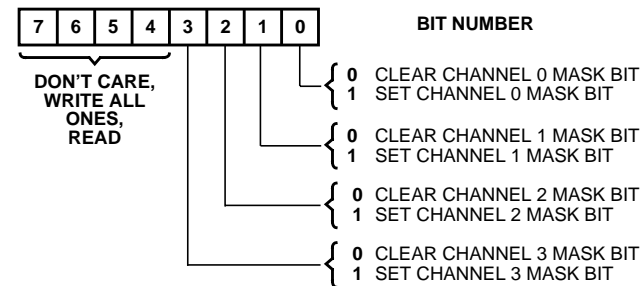 7 6 5 4 3 2 1 0
BIT NUMBER
DON'T CARE,
WRITE ALL
ONES,
READ
0 CLEAR CHANNEL 0 MASK BIT
1 SET CHANNEL 0 MASK BIT
0 CLEAR CHANNEL 1 MASK BIT
1 SET CHANNEL 1 MASK BIT
0 CLEAR CHANNEL 2 MASK BIT
1 SET CHANNEL 2 MASK BIT
0 CLEAR CHANNEL 3 MASK BIT
1 SET CHANNEL 3 MASK BIT